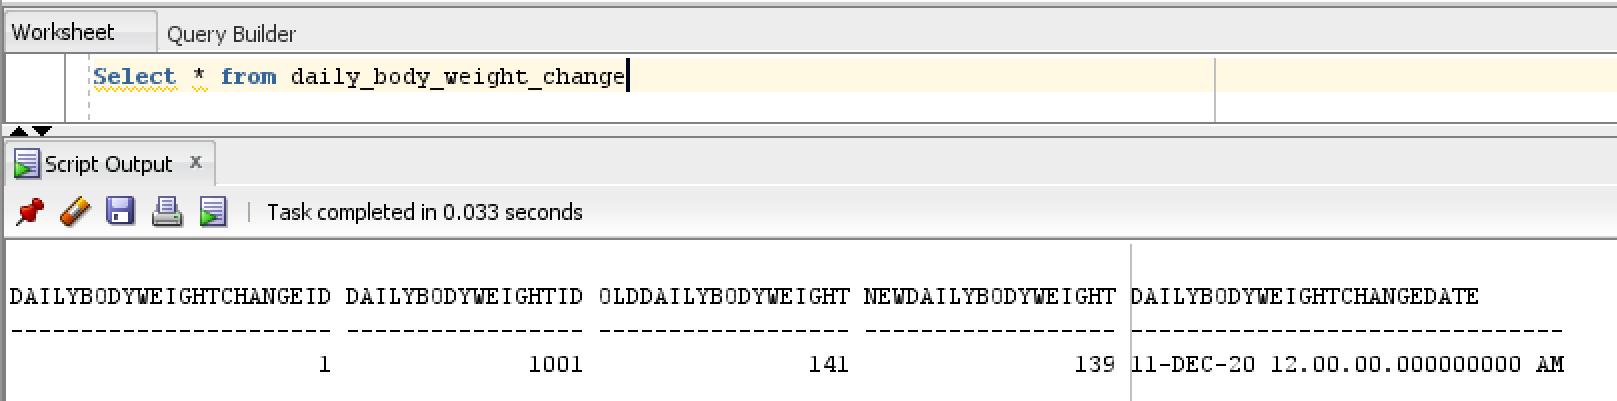 Worksheet Query Builder
Select * from daily_body_weight_change
Script Output x
Task completed in 0.033 seconds
DAILYBODYWEIGHTCHANGEID DAILYBODYWEIGHTID OLDDAILYBODYWEIGHT NEWDAILYBODYWEIGHT DAILYBODYWEIGHTCHANGEDATE
----------------------- ----------------- ------------------ ------------------ -------------------------------
1 1001 141 139 11-DEC-20 12.00.00.000000000 AM